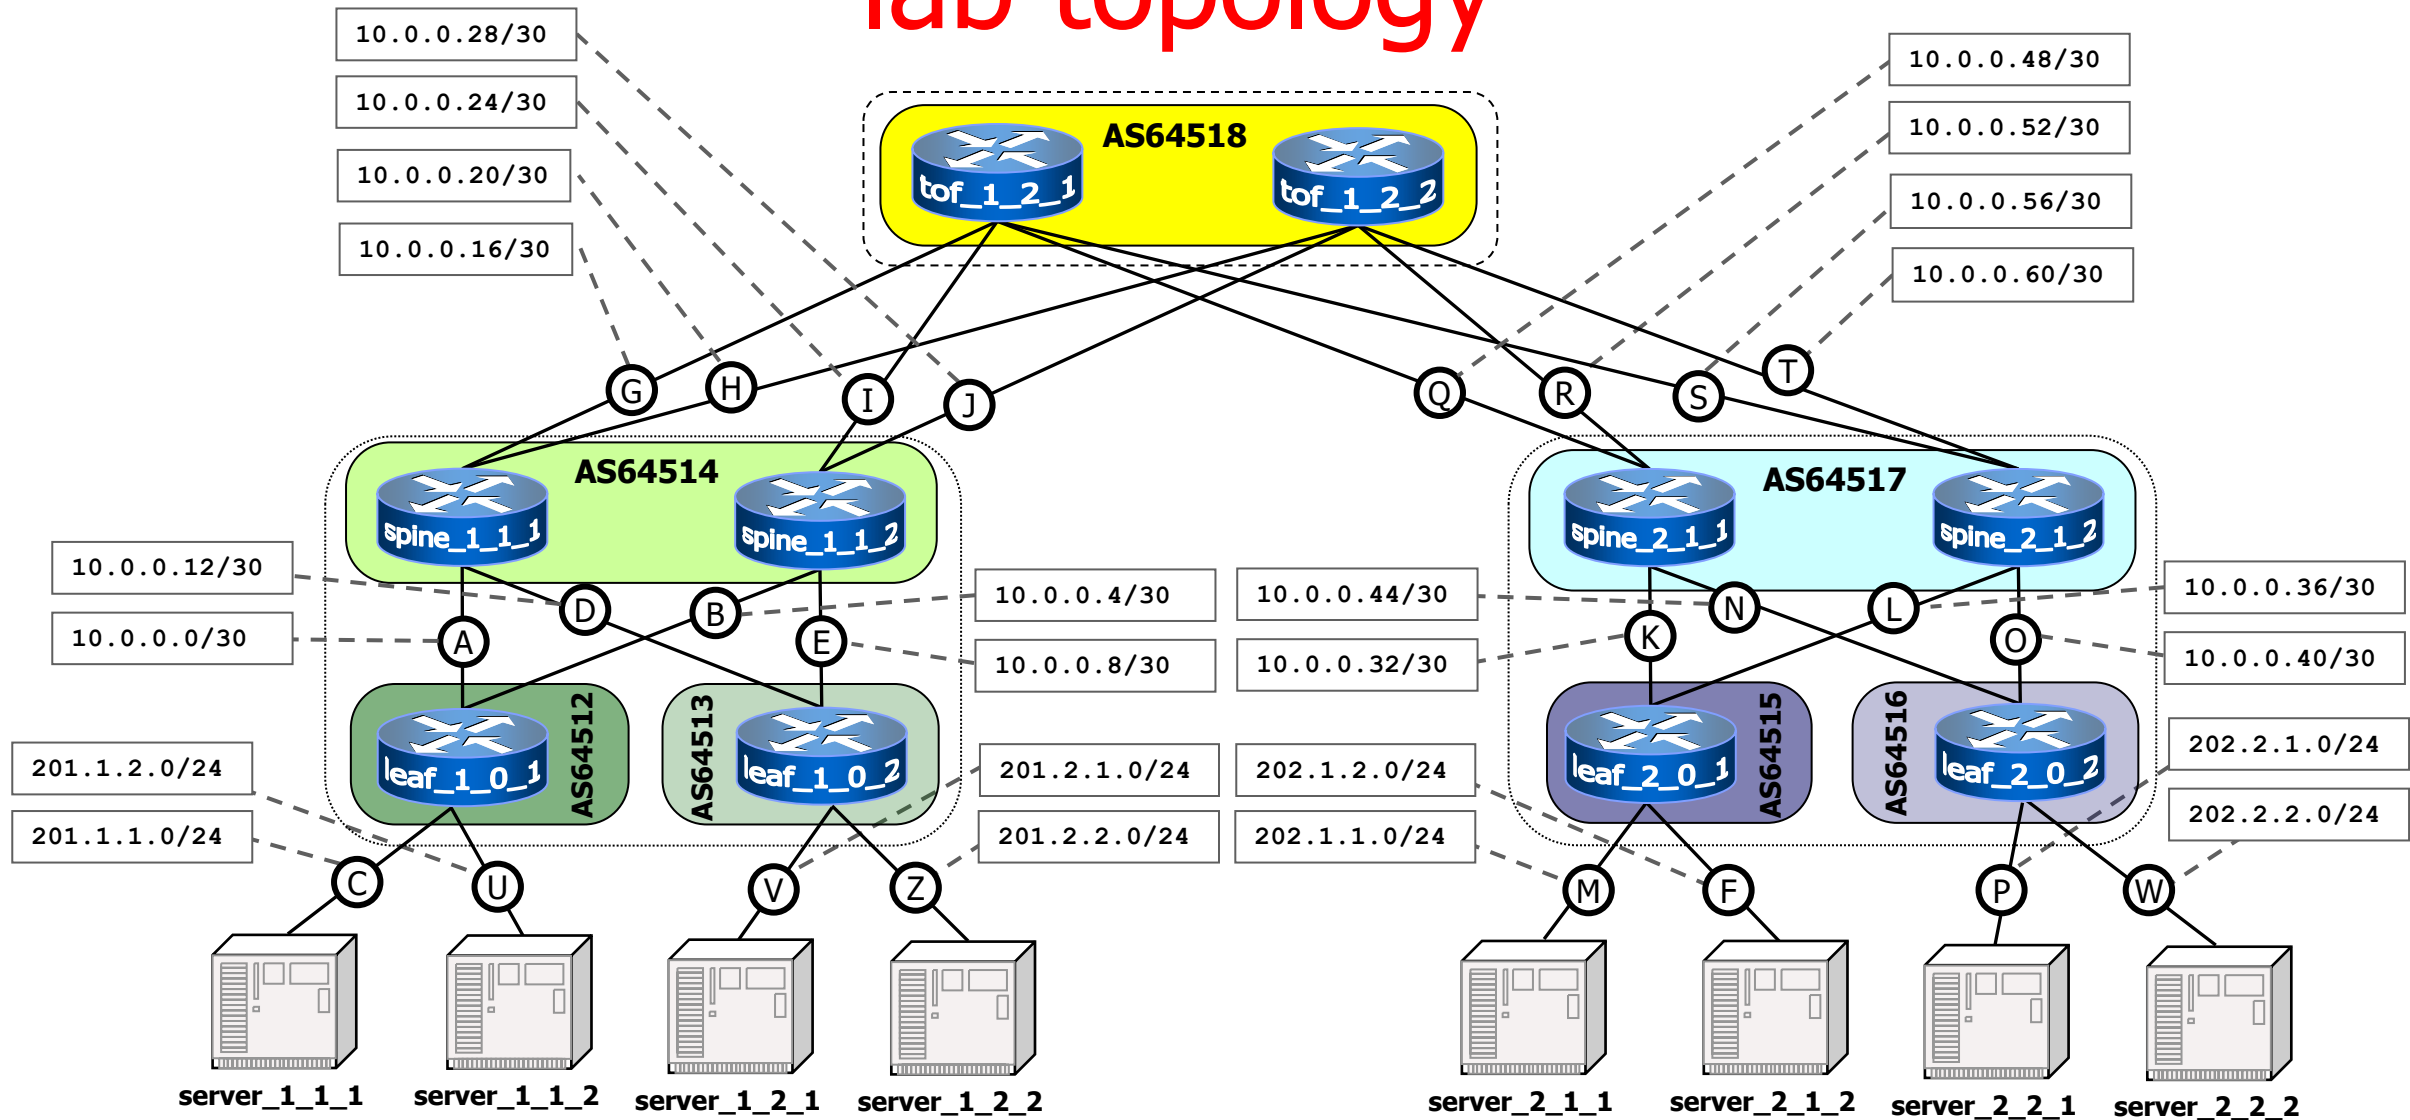 lab topology
10.0.0.28/30
10.0.0.24/30
10.0.0.20/30
10.0.0.16/30
10.0.0.48/30
10.0.0.52/30
10.0.0.56/30
10.0.0.60/30
AS64518
tof_1_2_1
tof_1_2_2
G
H
I
J
Q
R
S
T
AS64514
spine_1_1_1
spine_1_1_2
AS64517
spine_2_1_1
spine_2_1_2
10.0.0.12/30
10.0.0.0/30
D
B
A
E
10.0.0.4/30
10.0.0.8/30
10.0.0.44/30
10.0.0.32/30
N
L
K
O
10.0.0.36/30
10.0.0.40/30
leaf_1_0_1
AS64512
AS64513
leaf_1_0_2
leaf_2_0_1
AS64515
AS64516
leaf_2_0_2
201.1.2.0/24
201.1.1.0/24
201.2.1.0/24
201.2.2.0/24
202.1.2.0/24
202.1.1.0/24
202.2.1.0/24
202.2.2.0/24
C
U
V
Z
M
F
P
W
server_1_1_1
server_1_1_2
server_1_2_1
server_1_2_2
server_2_1_1
server_2_1_2
server_2_2_1
server_2_2_2